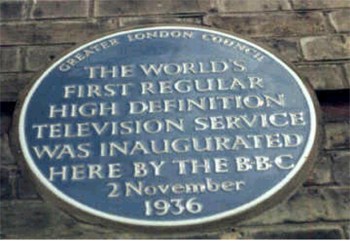 GREATER LONDON COUNCIL
THE WORLD'S
FIRST REGULAR
HIGH DEFINITION
TELEVISION SERVICE
WAS INAUGURATED
HERE BY THE BBC
2 November
1936